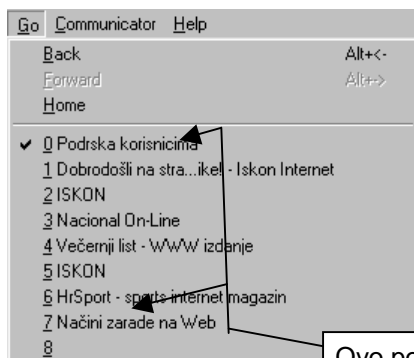 Go Communicator Help
Back Alt+<-
Forward Alt+->
Home
0 Podrska korisnicima
1 Dobrodošli na stra...ike! - Iskon Internet
2 ISKON
3 Nacional On-Line
4 Večernji list - WWW izdanje
5 ISKON
6 HrSport - sports internet magazin
7 Načini zarade na Web
8
Ovo